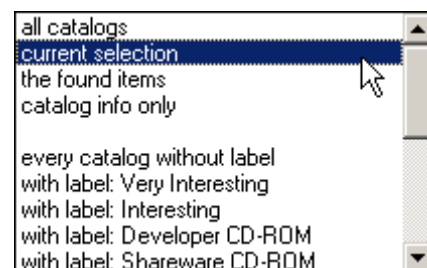 all catalogs
current selection
the found items
catalog info only
every catalog without label
with label: Very Interesting
with label: Interesting
with label: Developer CD-ROM
with label: Shareware CD-ROM